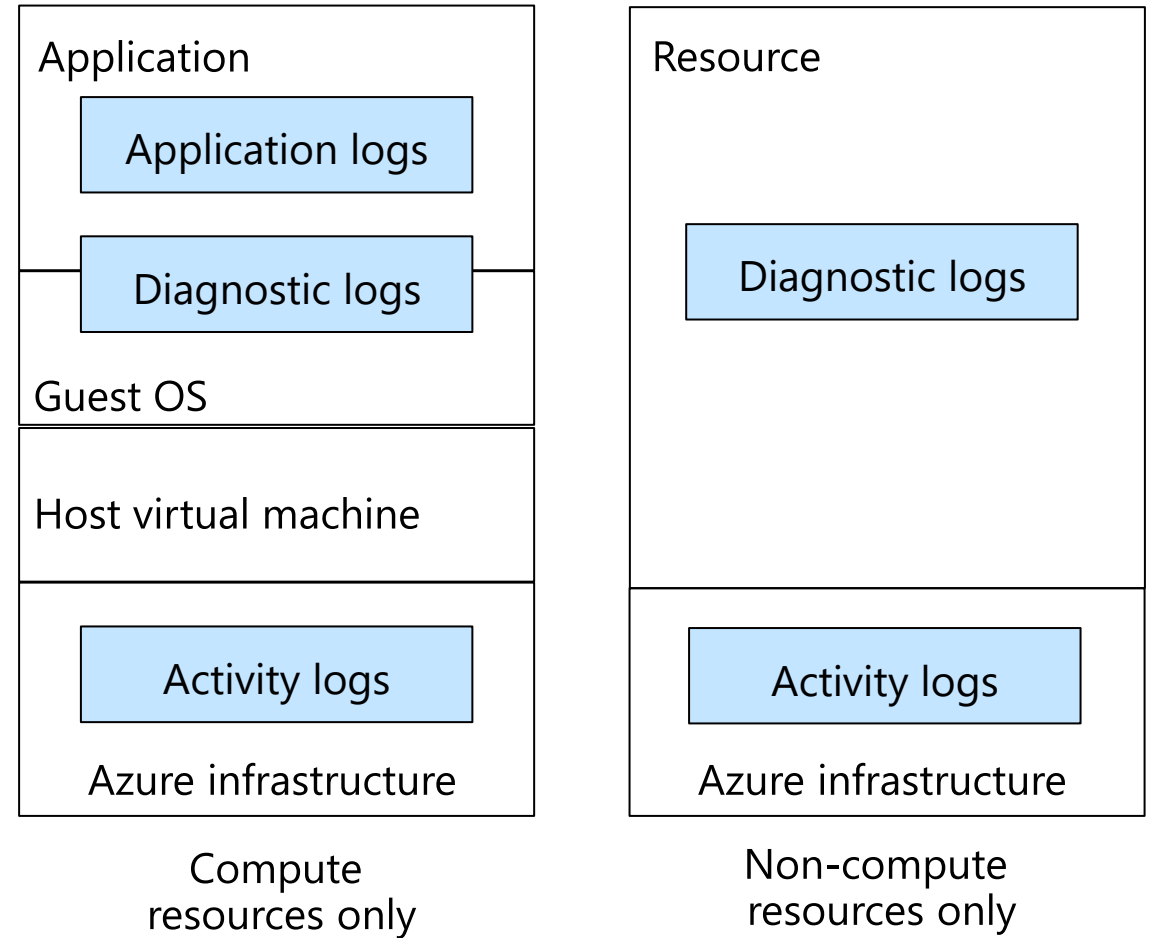 Application
Application logs
Diagnostic logs
Guest OS
Host virtual machine
Activity logs
Azure infrastructure
Compute
resources only
Resource
Diagnostic logs
Activity logs
Azure infrastructure
Non-compute
resources only